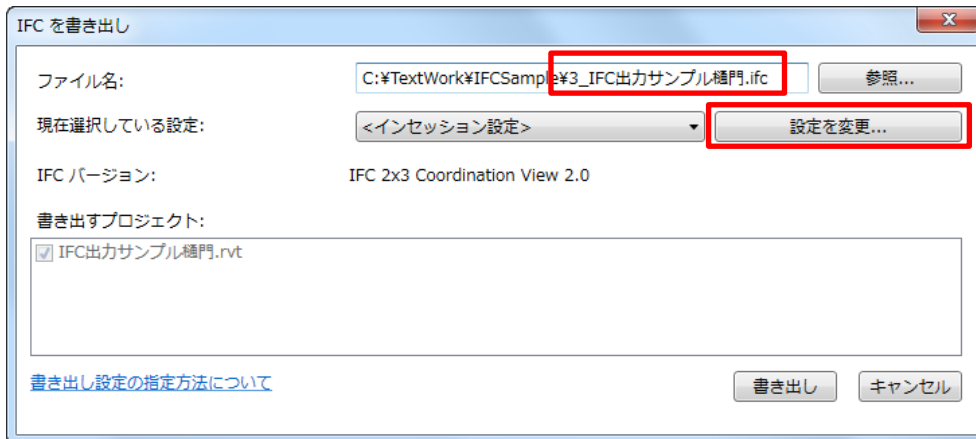 IFC を書き出し
ファイル名: C:¥TextWork¥IFCSample¥3_IFC出力サンプル樋門.ifc 参照...
現在選択している設定: <インセッション設定> 設定を変更...
IFC バージョン: IFC 2x3 Coordination View 2.0
書き出すプロジェクト:
IFC出力サンプル樋門.rvt
書き出し設定の指定方法について 書き出し キャンセル